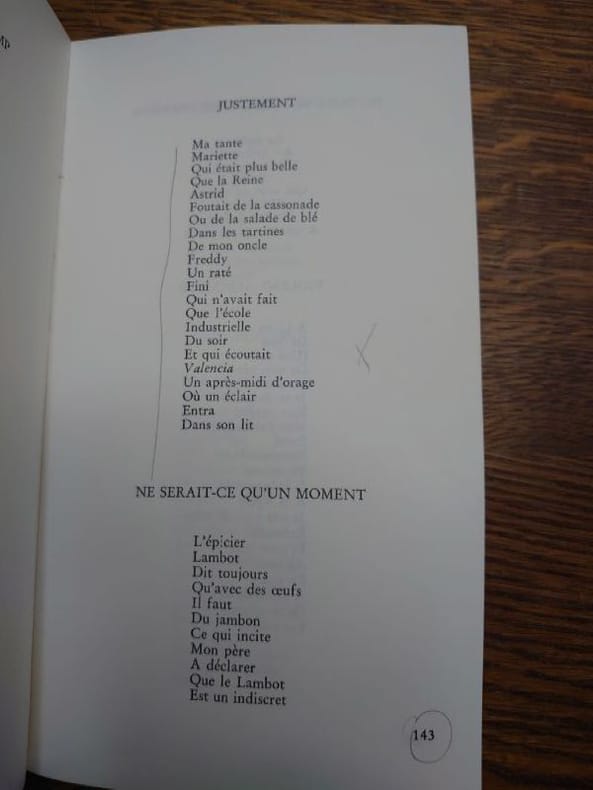 JUSTEMENT
Ma tante
Mariette
Qui était plus belle
Que la Reine
Astrid
Foutait de la cassonade
Ou de la salade de blé
Dans les tartines
De mon oncle
Freddy
Un raté
Fini
Qui n'avait fait
Que l'école
Industrielle
Du soir
Et qui écoutait
Valencia
Un après-midi d'orage
Où un éclair
Entra
Dans son lit
NE SERAIT-CE QU'UN MOMENT
L'épicier
Lambot
Dit toujours
Qu'avec des œufs
Il faut
Du jambon
Ce qui incite
Mon père
A déclarer
Que le Lambot
Est un indiscret
143